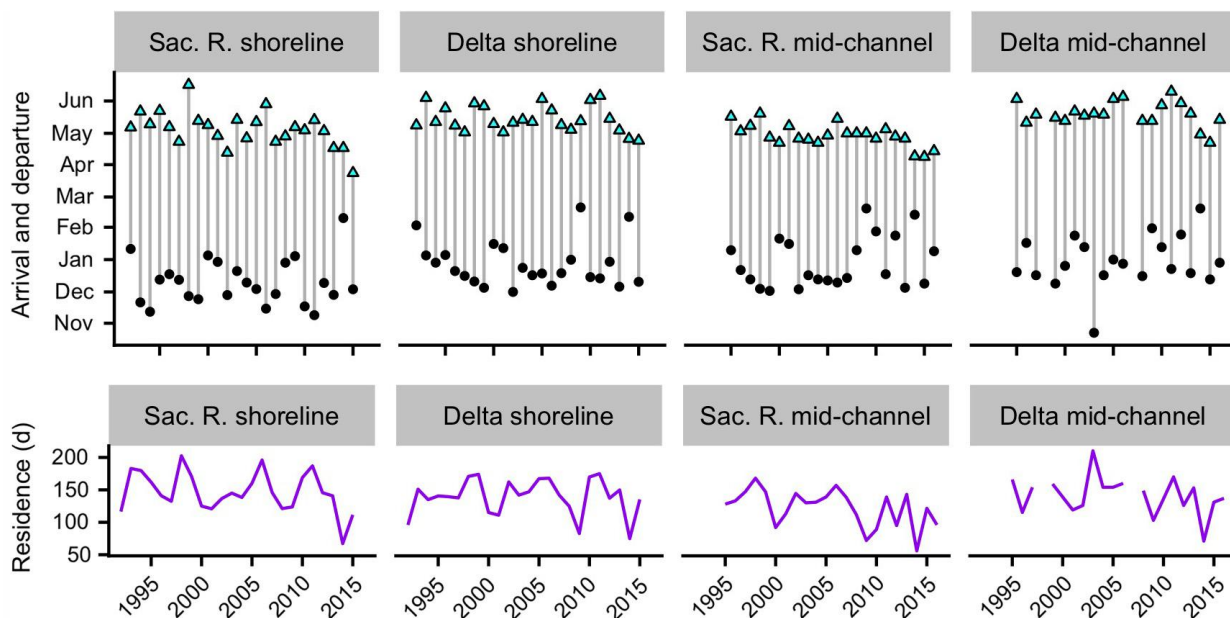 Sac. R. shoreline
Delta shoreline
Sac. R. mid-channel
Delta mid-channel
Arrival and departure
Jun
May
Apr
Mar
Feb
Jan
Dec
Nov
Sac. R. shoreline
Delta shoreline
Sac. R. mid-channel
Delta mid-channel
Residence (d)
200
150
100
50
1995 2000 2005 2010 2015
1995 2000 2005 2010 2015
1995 2000 2005 2010 2015
1995 2000 2005 2010 2015